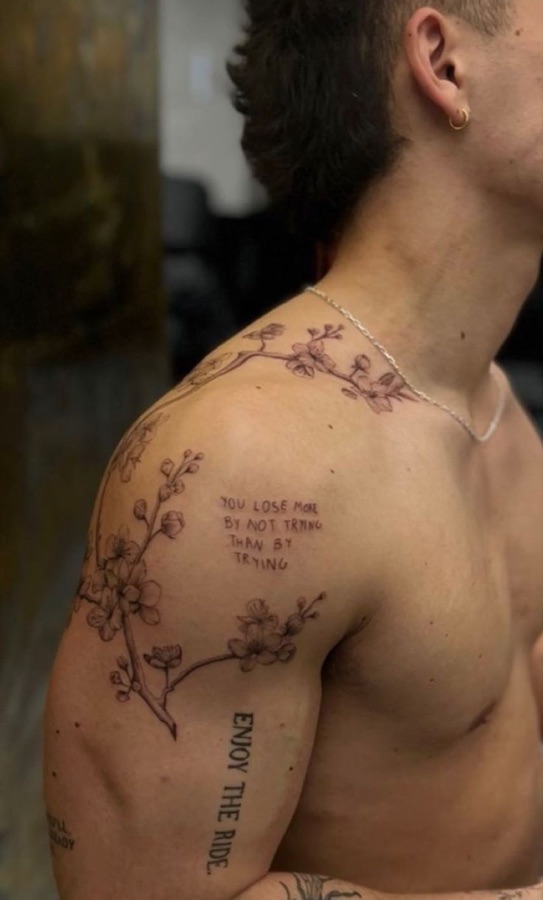 YOU LOSE MORE
BY NOT TRYING
THAN BY
TRYING
ENJOY THE RIDE.